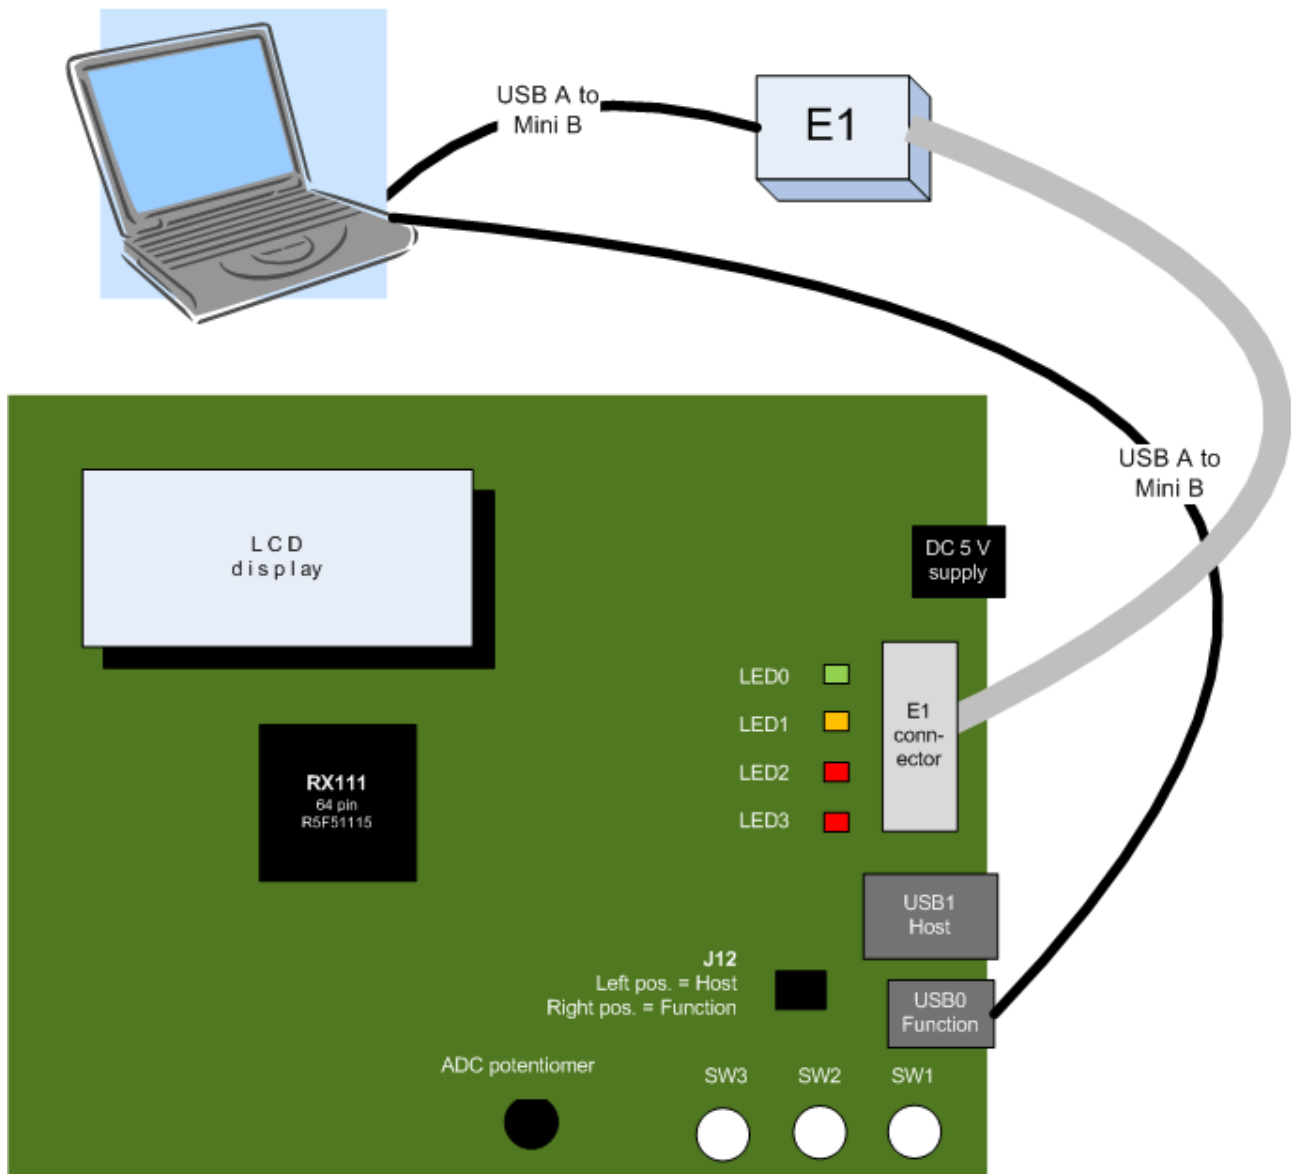 USB A to
Mini B
E1
USB A to
Mini B
LCD
display
DC 5 V
supply
LED0
LED1
LED2
LED3
E1
conn-
ector
RX111
64 pin
R5F51115
USB1
Host
J12
Left pos. = Host
Right pos. = Function
USB0
Function
ADC potentiomer
SW3
SW2
SW1